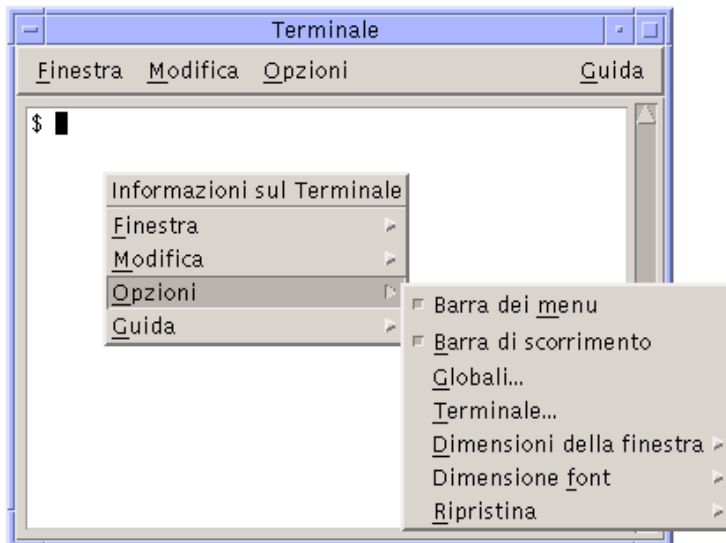 Terminale
Finestra Modifica Opzioni Guida
$
Informazioni sul Terminale
Finestra
Modifica
Opzioni
Guida
Barra dei menu
Barra di scorrimento
Globali...
Terminale...
Dimensioni della finestra
Dimensione font
Ripristina